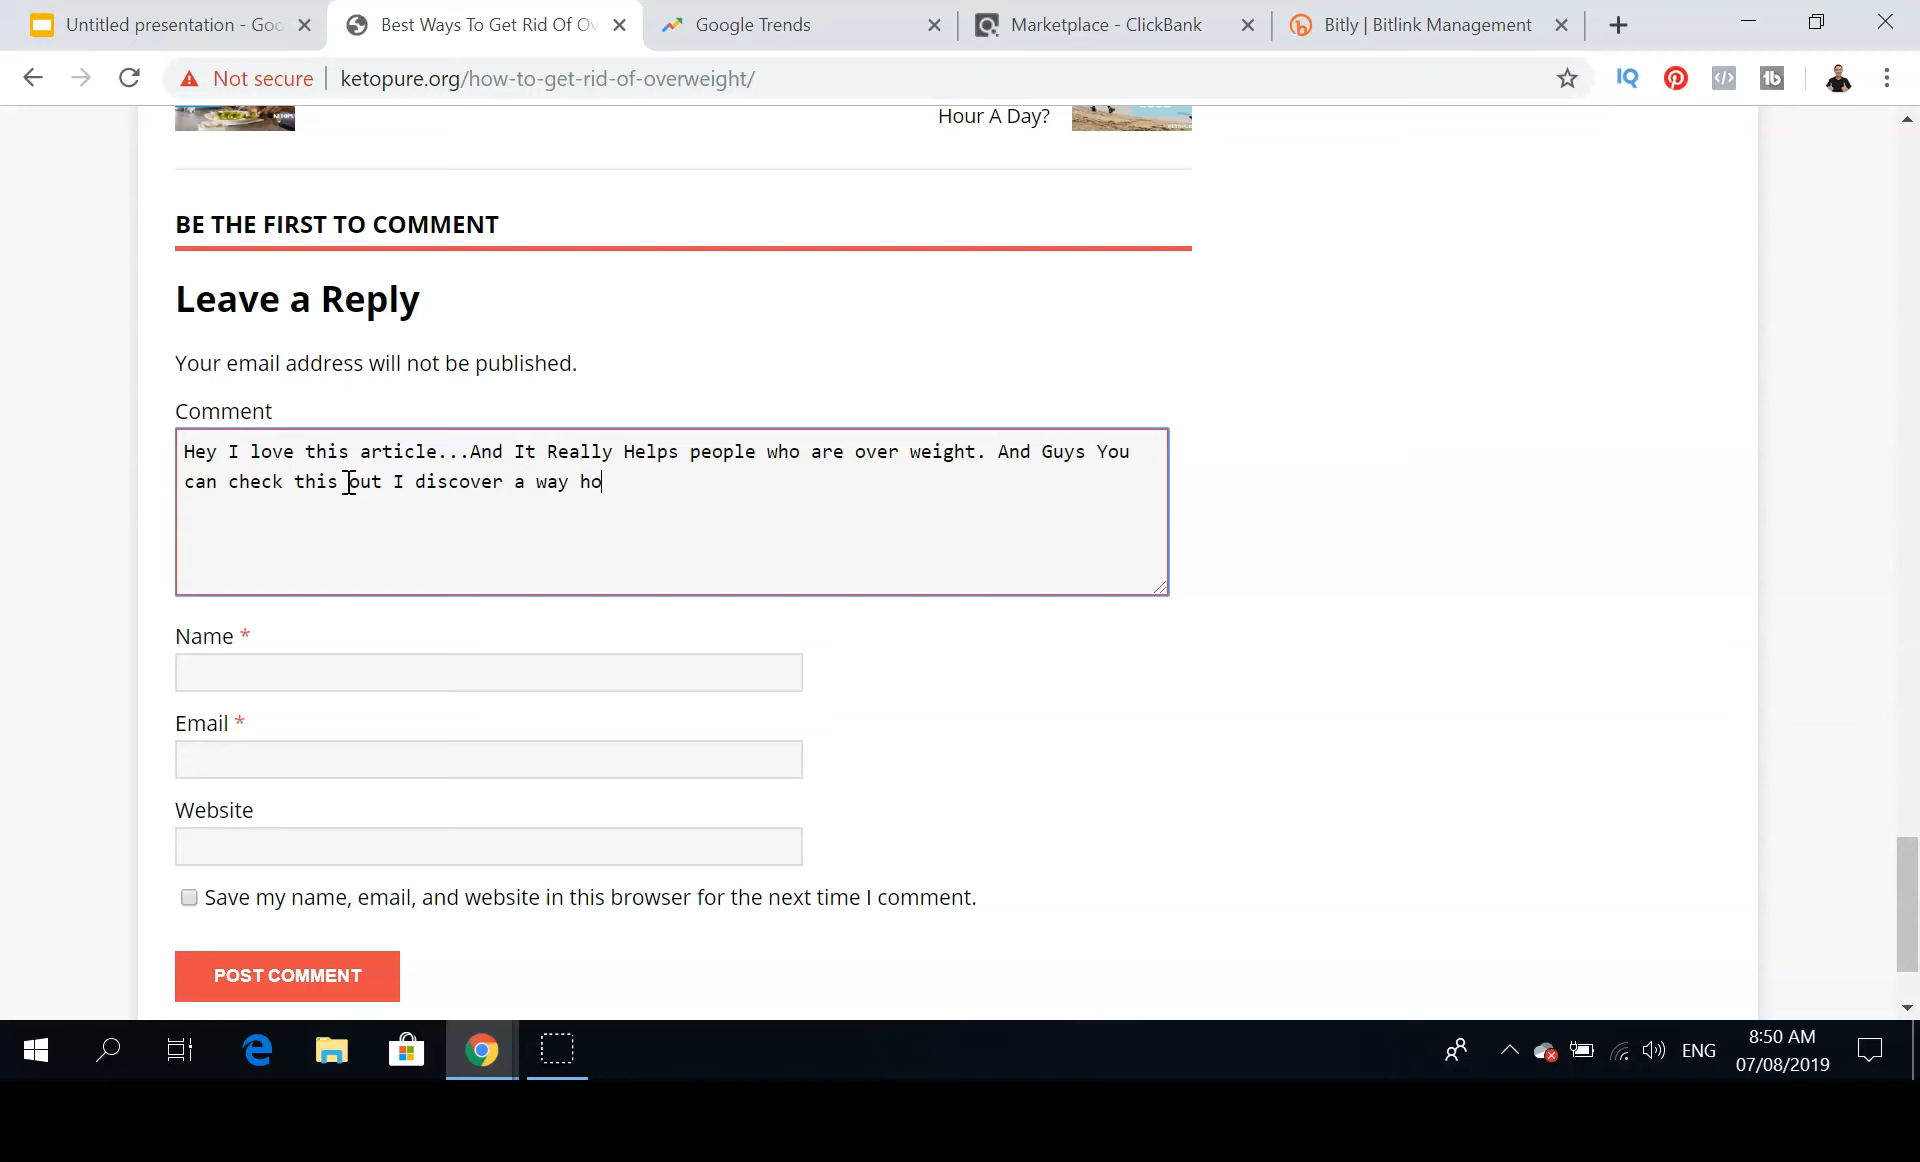 Untitled presentation - Goo
Best Ways To Get Rid Of Ov
Google Trends
Marketplace - ClickBank
Bitly | Bitlink Management
Not secure
ketopure.org/how-to-get-rid-of-overweight/
IQ
Hour A Day?
BE THE FIRST TO COMMENT
Leave a Reply
Your email address will not be published.
Comment
Hey I love this article...And It Really Helps people who are over weight. And Guys You
can check this out I discover a way ho
Name *
Email *
Website
Save my name, email, and website in this browser for the next time I comment.
POST COMMENT
ENG
8:50 AM
07/08/2019